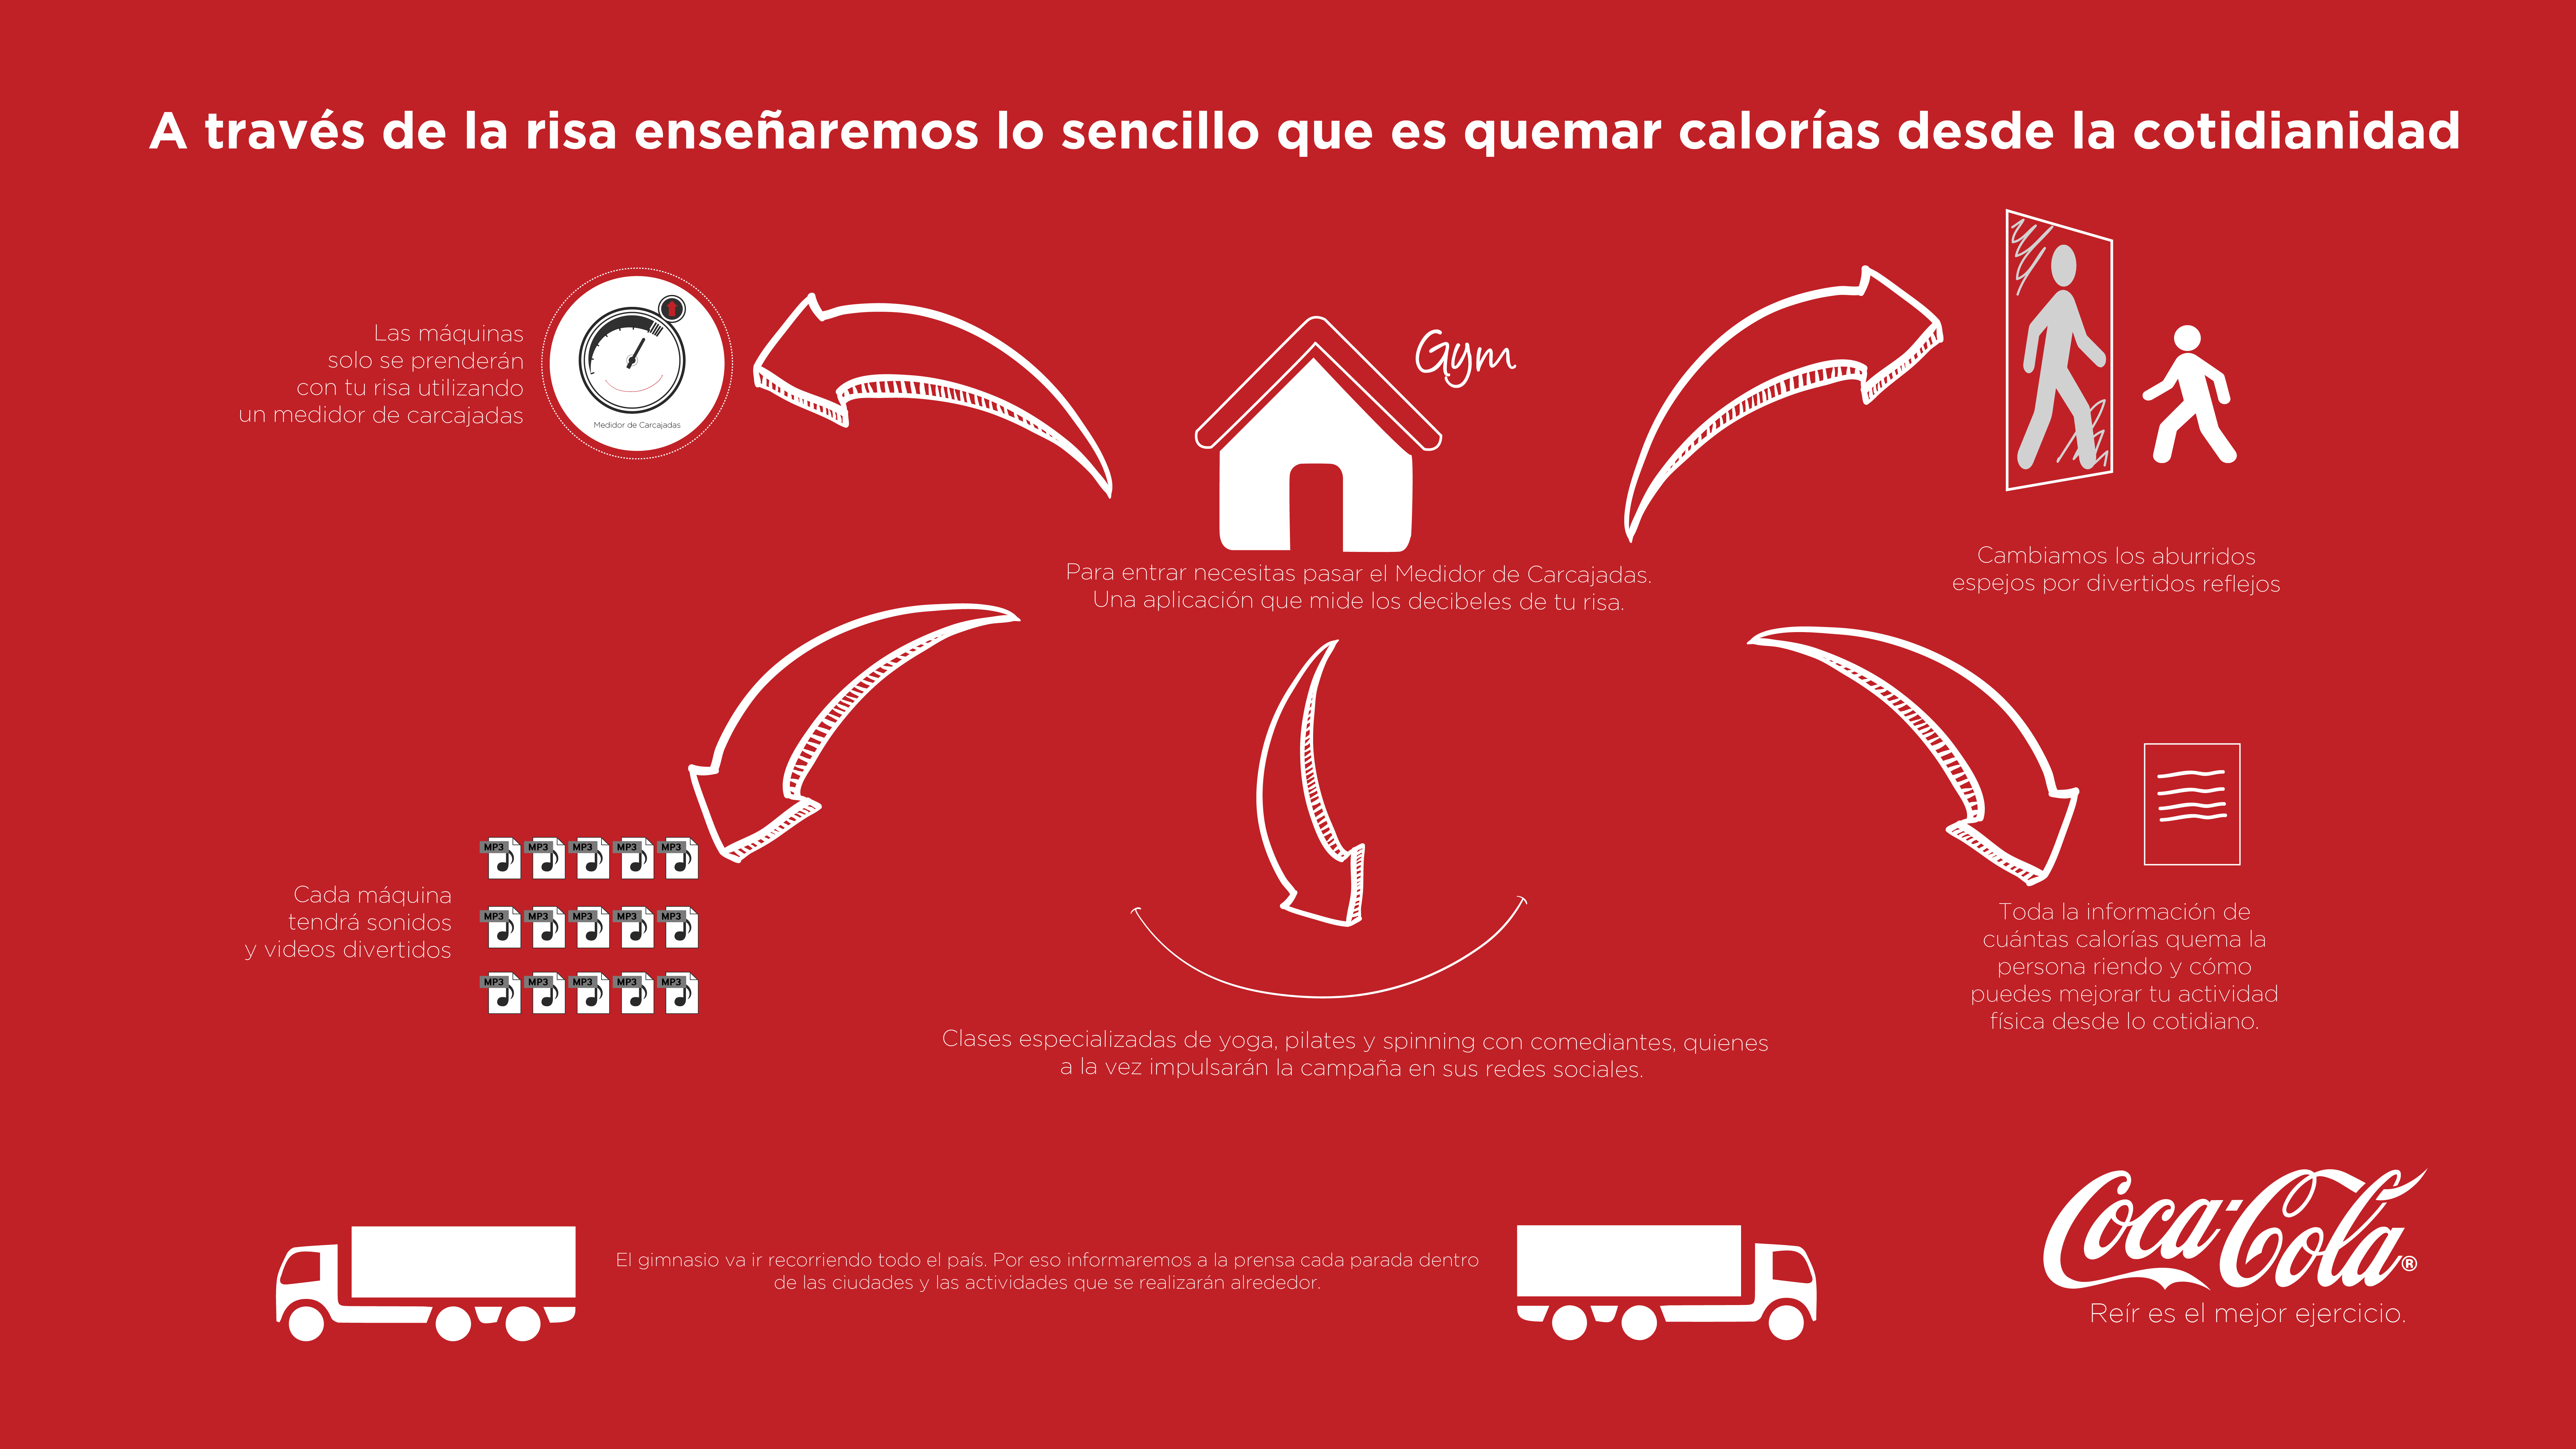 A través de la risa enseñaremos lo sencillo que es quemar calorías desde la cotidianidad
Las máquinas
solo se prenderán
con tu risa utilizando
un medidor de carcajadas
Medidor de Carcajadas
Gym
Para entrar necesitas pasar el Medidor de Carcajadas.
Una aplicación que mide los decibeles de tu risa.
Cambiamos los aburridos
espejos por divertidos reflejos
Cada máquina
tendrá sonidos
y videos divertidos
MP3 MP3 MP3 MP3 MP3
MP3 MP3 MP3 MP3 MP3
MP3 MP3 MP3 MP3 MP3
Clases especializadas de yoga, pilates y spinning con comediantes, quienes
a la vez impulsarán la campaña en sus redes sociales.
Toda la información de
cuántas calorías quema la
persona riendo y cómo
puedes mejorar tu actividad
física desde lo cotidiano.
El gimnasio va ir recorriendo todo el país. Por eso informaremos a la prensa cada parada dentro
de las ciudades y las actividades que se realizarán alrededor.
Coca-Cola®
Reír es el mejor ejercicio.